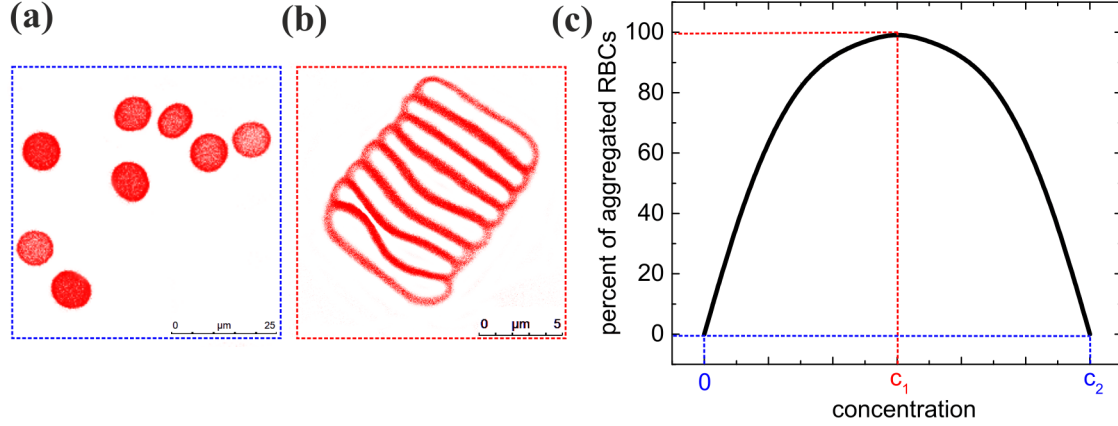 (a)
(b)
(c)
0 µm 25
0 µm 5
percent of aggregated RBCs
100
80
60
40
20
0
0 c₁ c₂
concentration